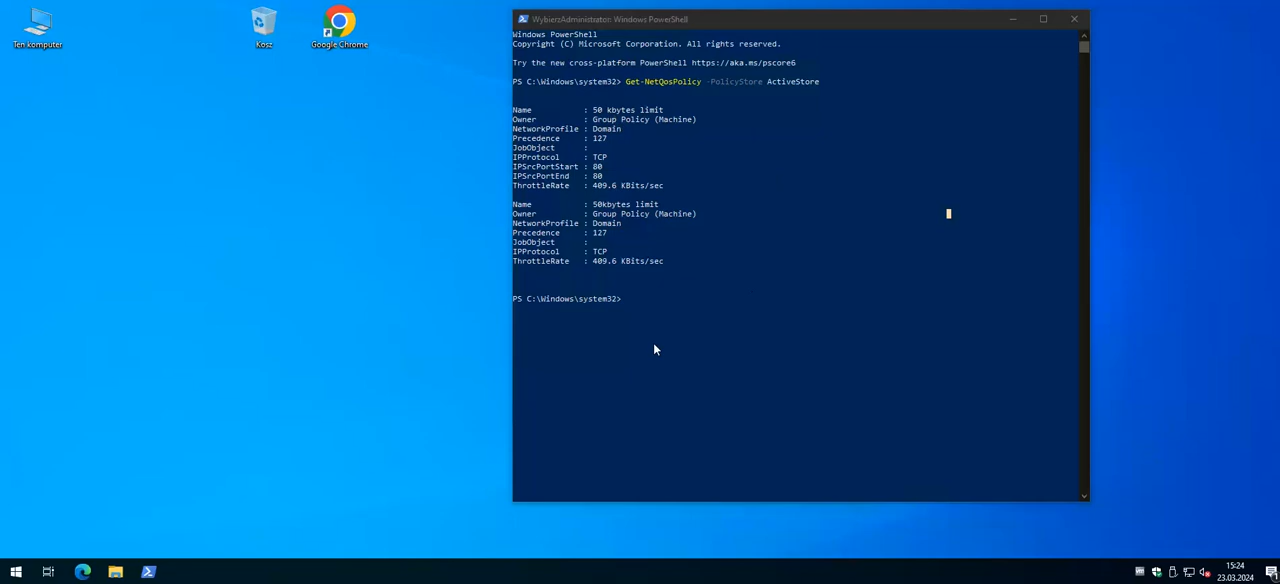 Ten komputer
Kosz
Google Chrome
WybierzAdministrator: Windows PowerShell
Windows PowerShell
Copyright (C) Microsoft Corporation. All rights reserved.
Try the new cross-platform PowerShell https://aka.ms/pscore6
PS C:\Windows\system32> Get-NetQosPolicy -PolicyStore ActiveStore
Name           : 50 kbytes limit
Owner          : Group Policy (Machine)
NetworkProfile : Domain
Precedence     : 127
JobObject      :
IPProtocol     : TCP
IPSrcPortStart : 80
IPSrcPortEnd   : 80
ThrottleRate   : 409.6 KBits/sec
Name           : 50kbytes limit
Owner          : Group Policy (Machine)
NetworkProfile : Domain
Precedence     : 127
JobObject      :
IPProtocol     : TCP
ThrottleRate   : 409.6 KBits/sec
PS C:\Windows\system32>
15:24
23.03.2024